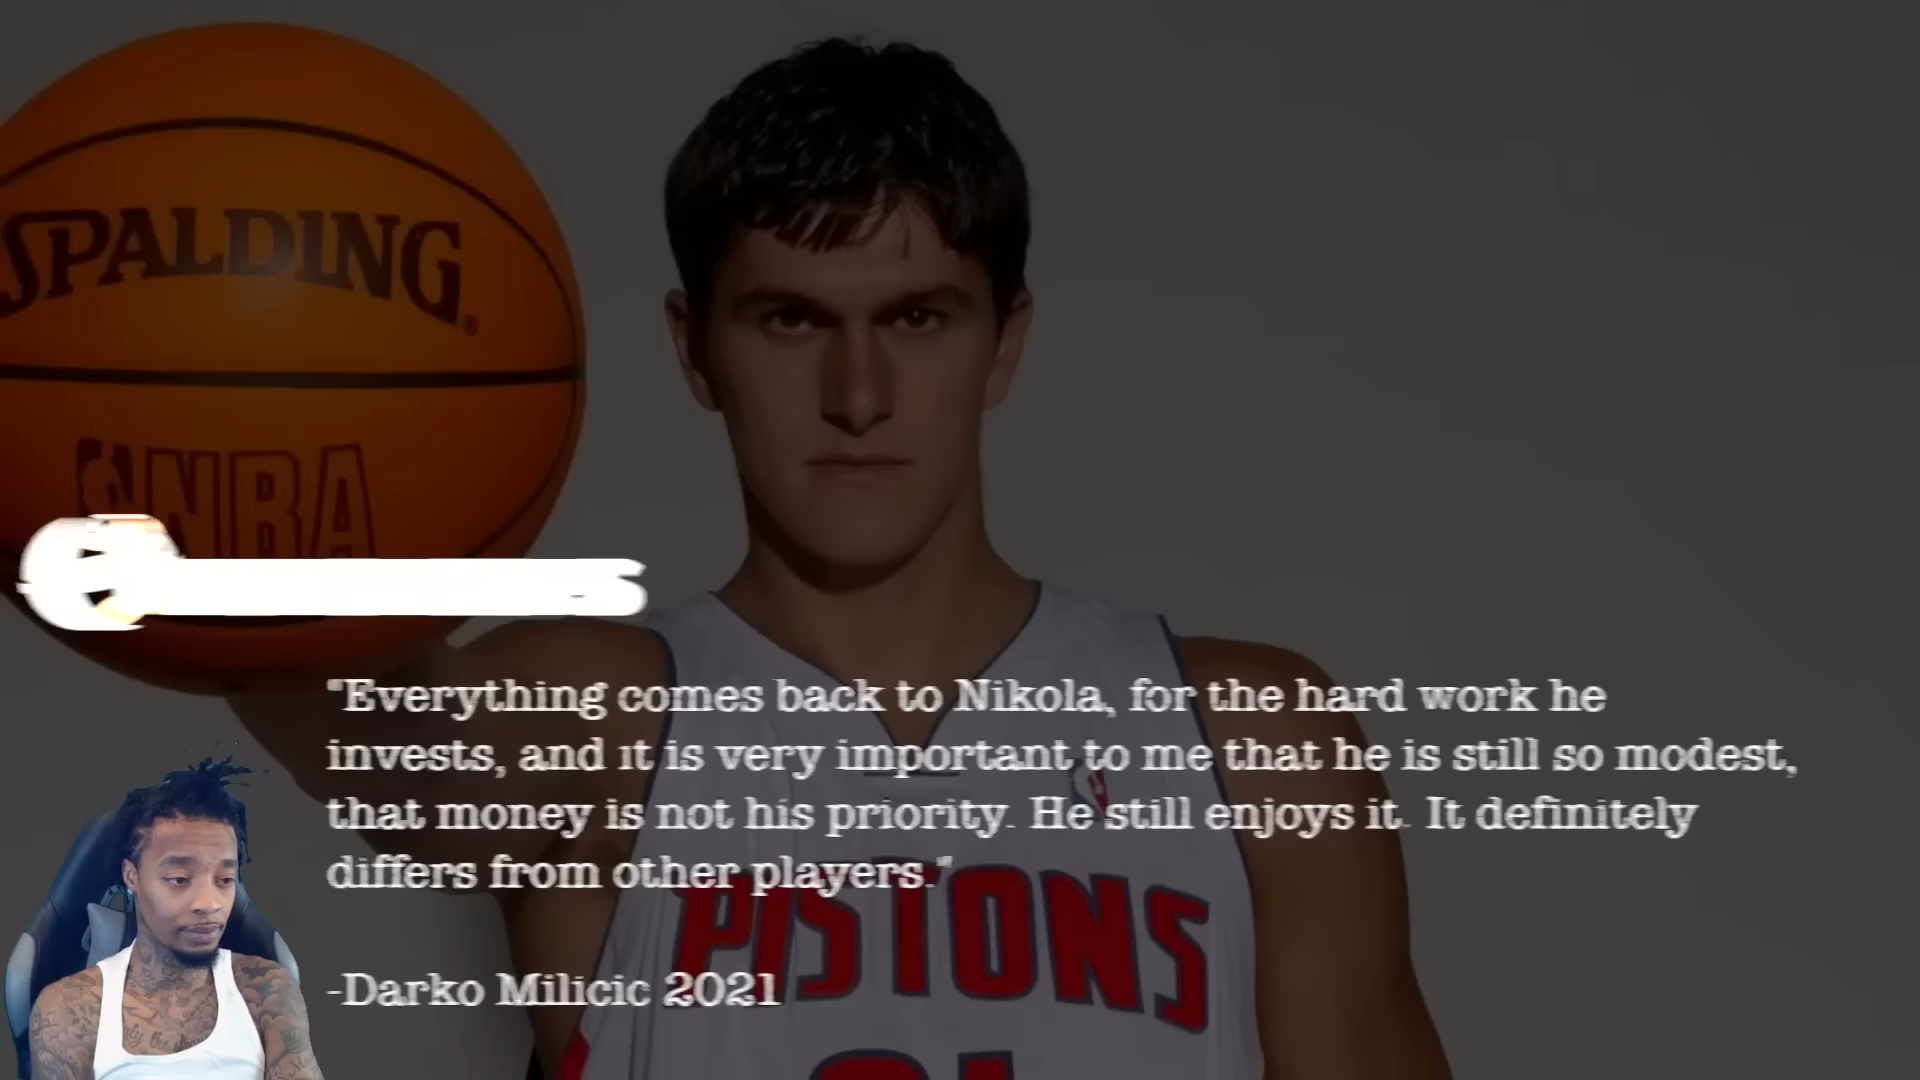 SPALDING
NBA
"Everything comes back to Nikola, for the hard work he
invests, and it is very important to me that he is still so modest,
that money is not his priority. He still enjoys it. It definitely
differs from other players."
-Darko Milicic 2021
PISTONS